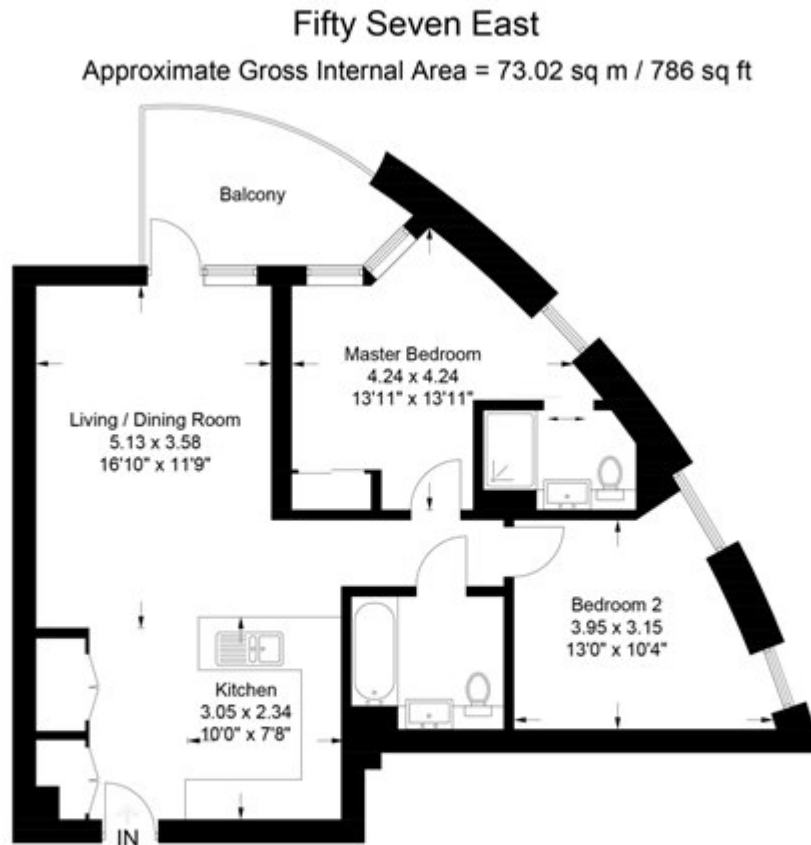 Fifty Seven East
Approximate Gross Internal Area = 73.02 sq m / 786 sq ft
Balcony
Master Bedroom
4.24 x 4.24
13'11" x 13'11"
Living / Dining Room
5.13 x 3.58
16'10" x 11'9"
Bedroom 2
3.95 x 3.15
13'0" x 10'4"
Kitchen
3.05 x 2.34
10'0" x 7'8"
IN